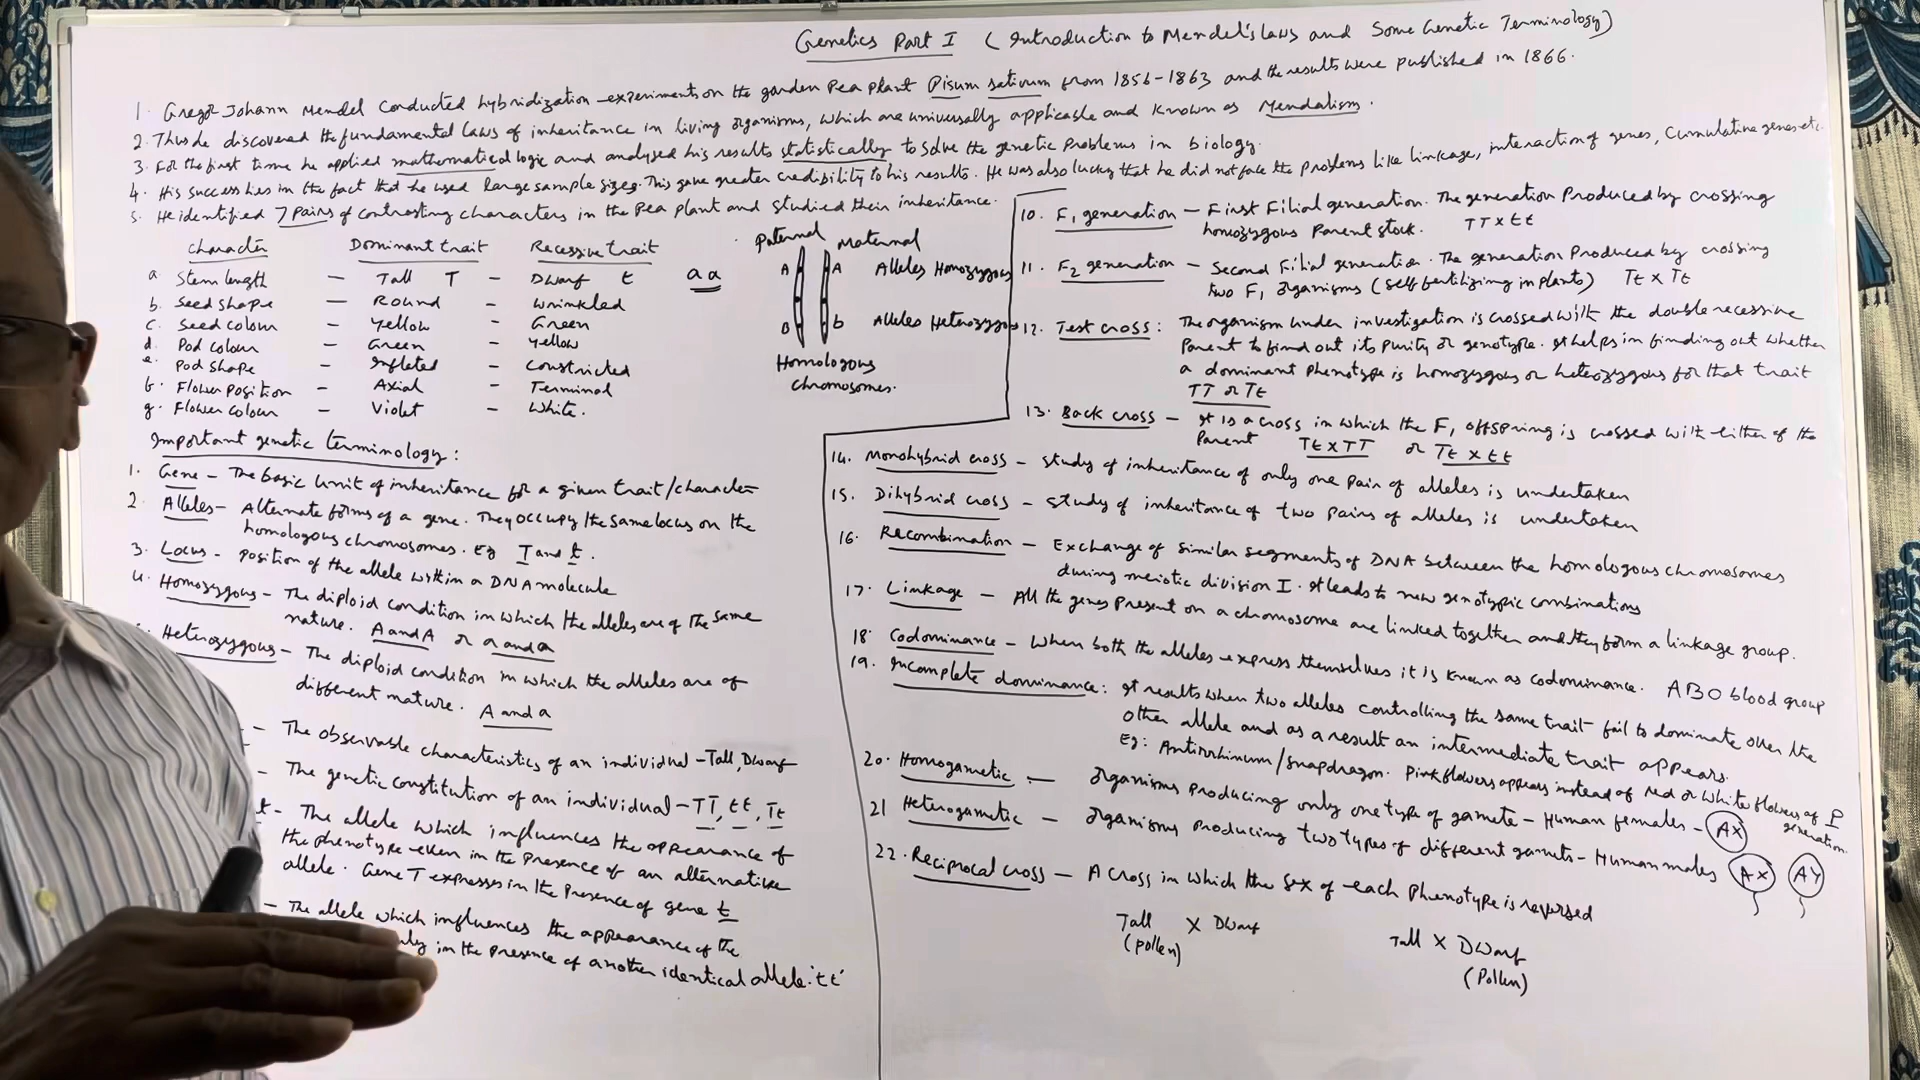 Genetics Part I (Introduction to Mendel's laws and Some Genetic Terminology)
1. Gregor Johann Mendel conducted hybridization experiments on the garden Pea plant Pisum sativum from 1856-1863 and the results were published in 1866.
2. Thus he discovered the fundamental laws of inheritance in living organisms, which are universally applicable and known as Mendalism.
3. For the first time he applied mathematical logic and analysed his results statistically to solve the genetic problems in biology.
4. His success lies in the fact that he used large sample sizes. This gave greater credibility to his results. He was also lucky that he did not face the problems like linkage, interaction of genes, Cumulative genes etc.
5. He identified 7 pairs of contrasting characters in the Pea plant and studied their inheritance.
Character Dominant trait Recessive trait
a. Stem length - Tall T - Dwarf t a a
b. Seed shape - Round - Wrinkled
c. Seed colour - Yellow - Green
d. Pod colour - Green - Yellow
e. Pod shape - Inflated - Constricted
f. Flower position - Axial - Terminal
g. Flower colour - Violet - White.
Paternal Maternal
A A Alleles Homozygous
B b Alleles Heterozygous
Homologous
chromosomes.
Important genetic terminology:
1. Gene - The basic unit of inheritance for a given trait/character
2. Alleles - Alternate forms of a gene. They occupy the same locus on the
homologous chromosomes. Eg T and t.
3. Locus - Position of the allele within a DNA molecule
4. Homozygous - The diploid condition in which the alleles are of the same
nature. A and A or a and a
Heterozygous - The diploid condition in which the alleles are of
different nature. A and a
- The observable characteristics of an individual - Tall, Dwarf
- The genetic constitution of an individual - TT, tt, Tt
t - The allele which influences the appearance of
the phenotype even in the presence of an alternative
allele. Gene T expresses in the presence of gene t
- The allele which influences the appearance of the
only in the presence of another identical allele. 'tt'
10. F1 generation - First Filial generation. The generation produced by crossing
homozygous parent stock. TT x tt
11. F2 generation - Second Filial generation. The generation produced by crossing
two F1 organisms (self fertilizing in plants) Tt x Tt
12. Test cross: The organism under investigation is crossed with the double recessive
parent to find out its purity or genotype. It helps in finding out whether
a dominant phenotype is homozygous or heterozygous for that trait
TT or Tt
13. Back cross - It is a cross in which the F1 offspring is crossed with either of the
parent Tt x TT or Tt x tt
14. Monohybrid cross - study of inheritance of only one pair of alleles is undertaken
15. Dihybrid cross - study of inheritance of two pairs of alleles is undertaken
16. Recombination - Exchange of similar segments of DNA between the homologous chromosomes
during meiotic division I. It leads to new genotypic combinations
17. Linkage - All the genes present on a chromosome are linked together and they form a linkage group.
18. Codominance - When both the alleles express themselves it is known as codominance. ABO blood group
19. Incomplete dominance: It results when two alleles controlling the same trait fail to dominate over the
other allele and as a result an intermediate trait appears.
Eg: Antirrhinum/Snapdragon. Pink flowers appears instead of red or white flowers of P
generation.
20. Homogametic - Organisms producing only one type of gamete - Human females - AX
21 Heterogametic - Organisms producing two types of different gamets - Human males AX AY
22. Reciprocal cross - A cross in which the sex of each phenotype is reversed
Tall X Dwarf Tall X Dwarf
(pollen) (Pollen)